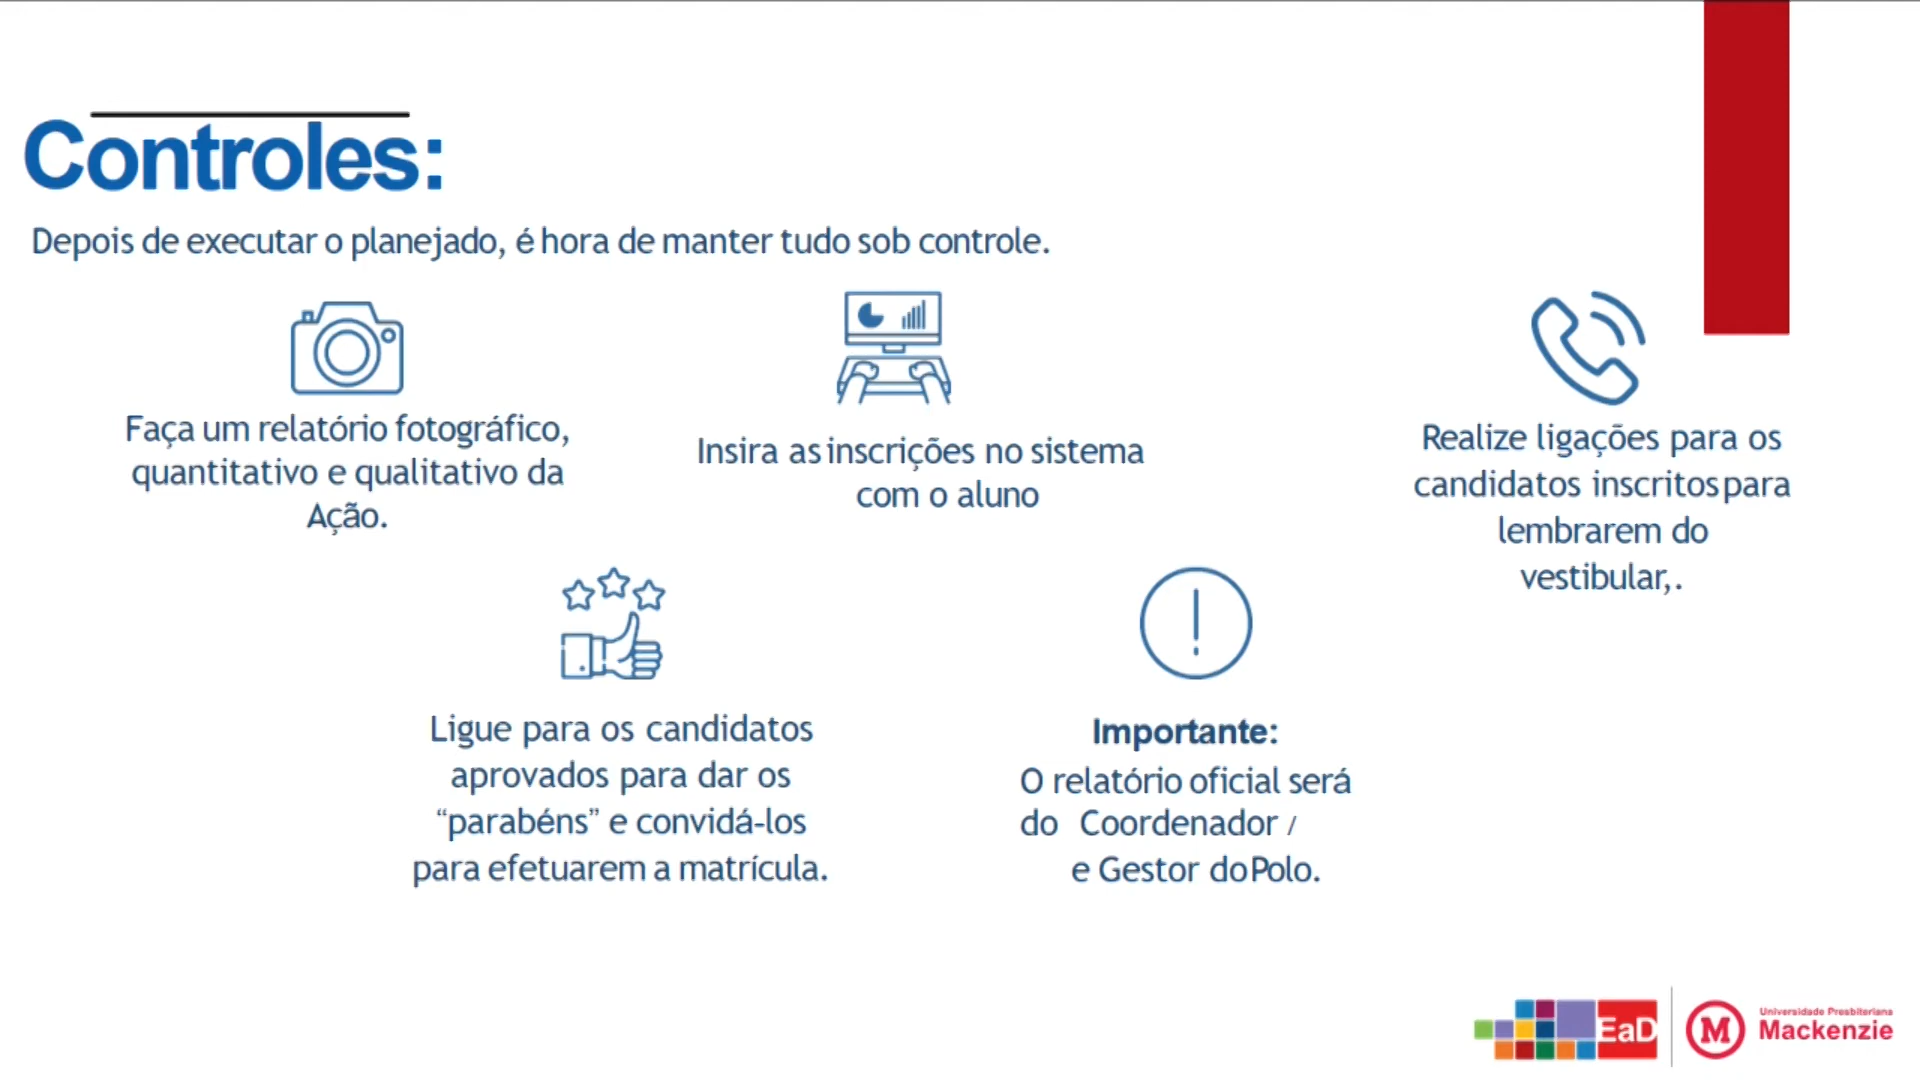 Controles:
Depois de executar o planejado, é hora de manter tudo sob controle.
Faça um relatório fotográfico,
quantitativo e qualitativo da
Ação.
Insira as inscrições no sistema
com o aluno
Realize ligações para os
candidatos inscritos para
lembrarem do
vestibular,.
Ligue para os candidatos
aprovados para dar os
“parabéns” e convidá-los
para efetuarem a matrícula.
Importante:
O relatório oficial será
do Coordenador /
e Gestor do Polo.
EaD
M
Universidade Presbiteriana
Mackenzie